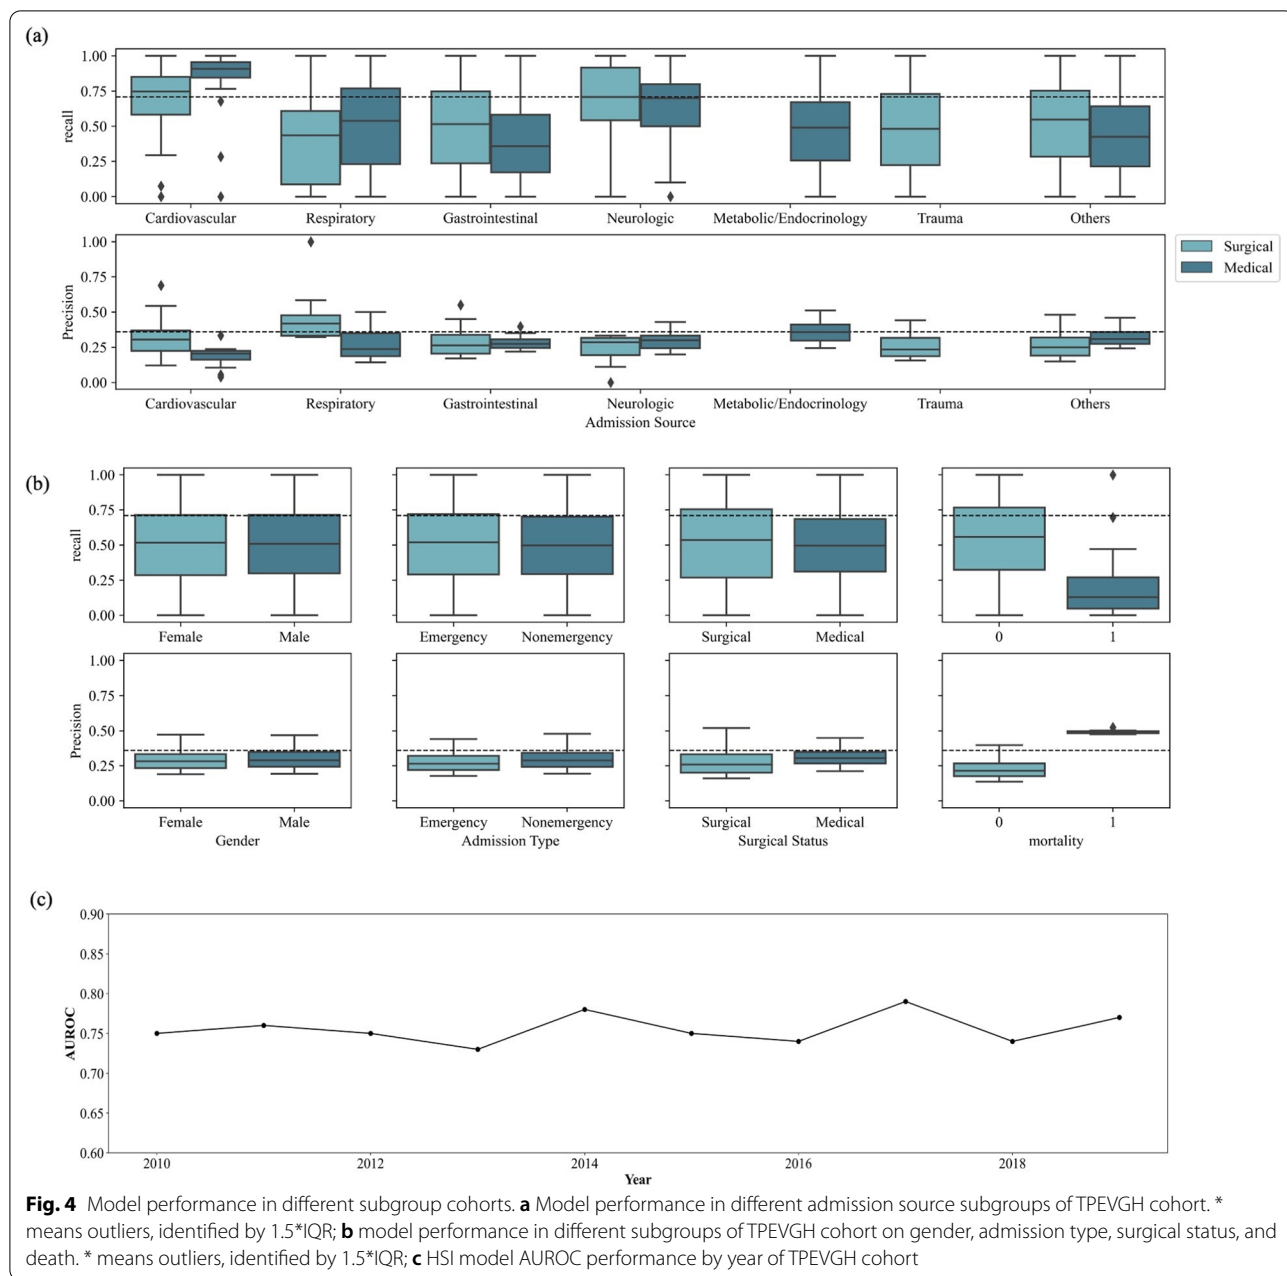 (a)
1.00
0.75
0.50
0.25
0.00
recall
Cardiovascular Respiratory Gastrointestinal Neurologic Metabolic/Endocrinology Trauma Others
1.00
0.75
0.50
0.25
0.00
Precision
Cardiovascular Respiratory Gastrointestinal Neurologic Metabolic/Endocrinology Trauma Others
Admission Source
Surgical
Medical
(b)
1.00
0.75
0.50
0.25
0.00
recall
Female Male Emergency Nonemergency Surgical Medical 0 1
1.00
0.75
0.50
0.25
0.00
Precision
Female Male Emergency Nonemergency Surgical Medical 0 1
Gender Admission Type Surgical Status mortality
(c)
0.90
0.85
0.80
0.75
0.70
0.65
0.60
AUROC
2010 2012 2014 2016 2018
Year
Fig. 4 Model performance in different subgroup cohorts. a Model performance in different admission source subgroups of TPEVGH cohort. *
means outliers, identified by 1.5*IQR; b model performance in different subgroups of TPEVGH cohort on gender, admission type, surgical status, and
death. * means outliers, identified by 1.5*IQR; c HSI model AUROC performance by year of TPEVGH cohort